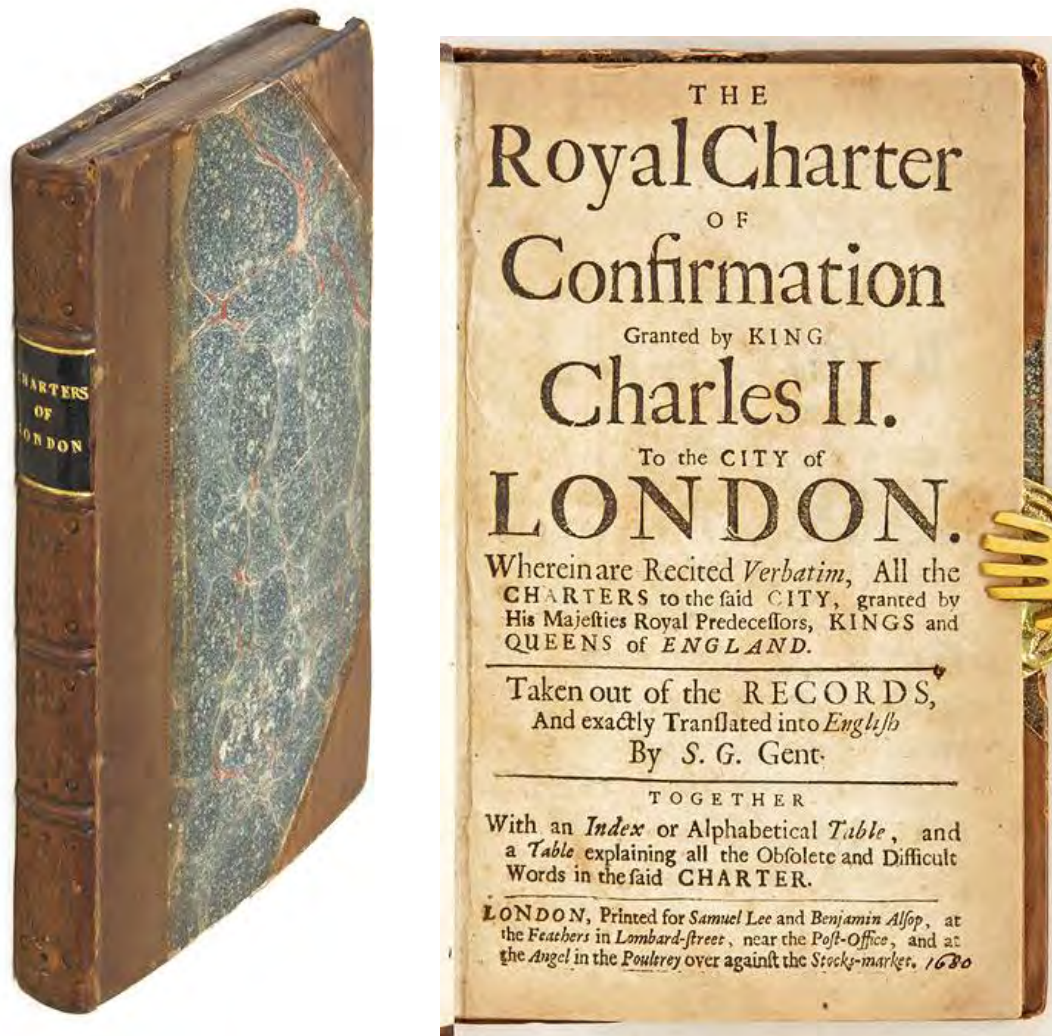 CHARTERS
OF
LONDON
THE
Royal Charter
OF
Confirmation
Granted by KING
Charles II.
To the CITY of
LONDON.
Wherein are Recited Verbatim, All the
CHARTERS to the ſaid CITY, granted by
His Majeſties Royal Predeceſſors, KINGS and
QUEENS of ENGLAND.
Taken out of the RECORDS,
And exactly Tranſlated into Engliſh
By S. G. Gent.
TOGETHER
With an Index or Alphabetical Table, and
a Table explaining all the Obſolete and Difficult
Words in the ſaid CHARTER.
LONDON, Printed for Samuel Lee and Benjamin Alſop, at
the Feathers in Lombard-ſtreet, near the Poſt-Office, and at
the Angel in the Poultrey over againſt the Stocks-market. 1680